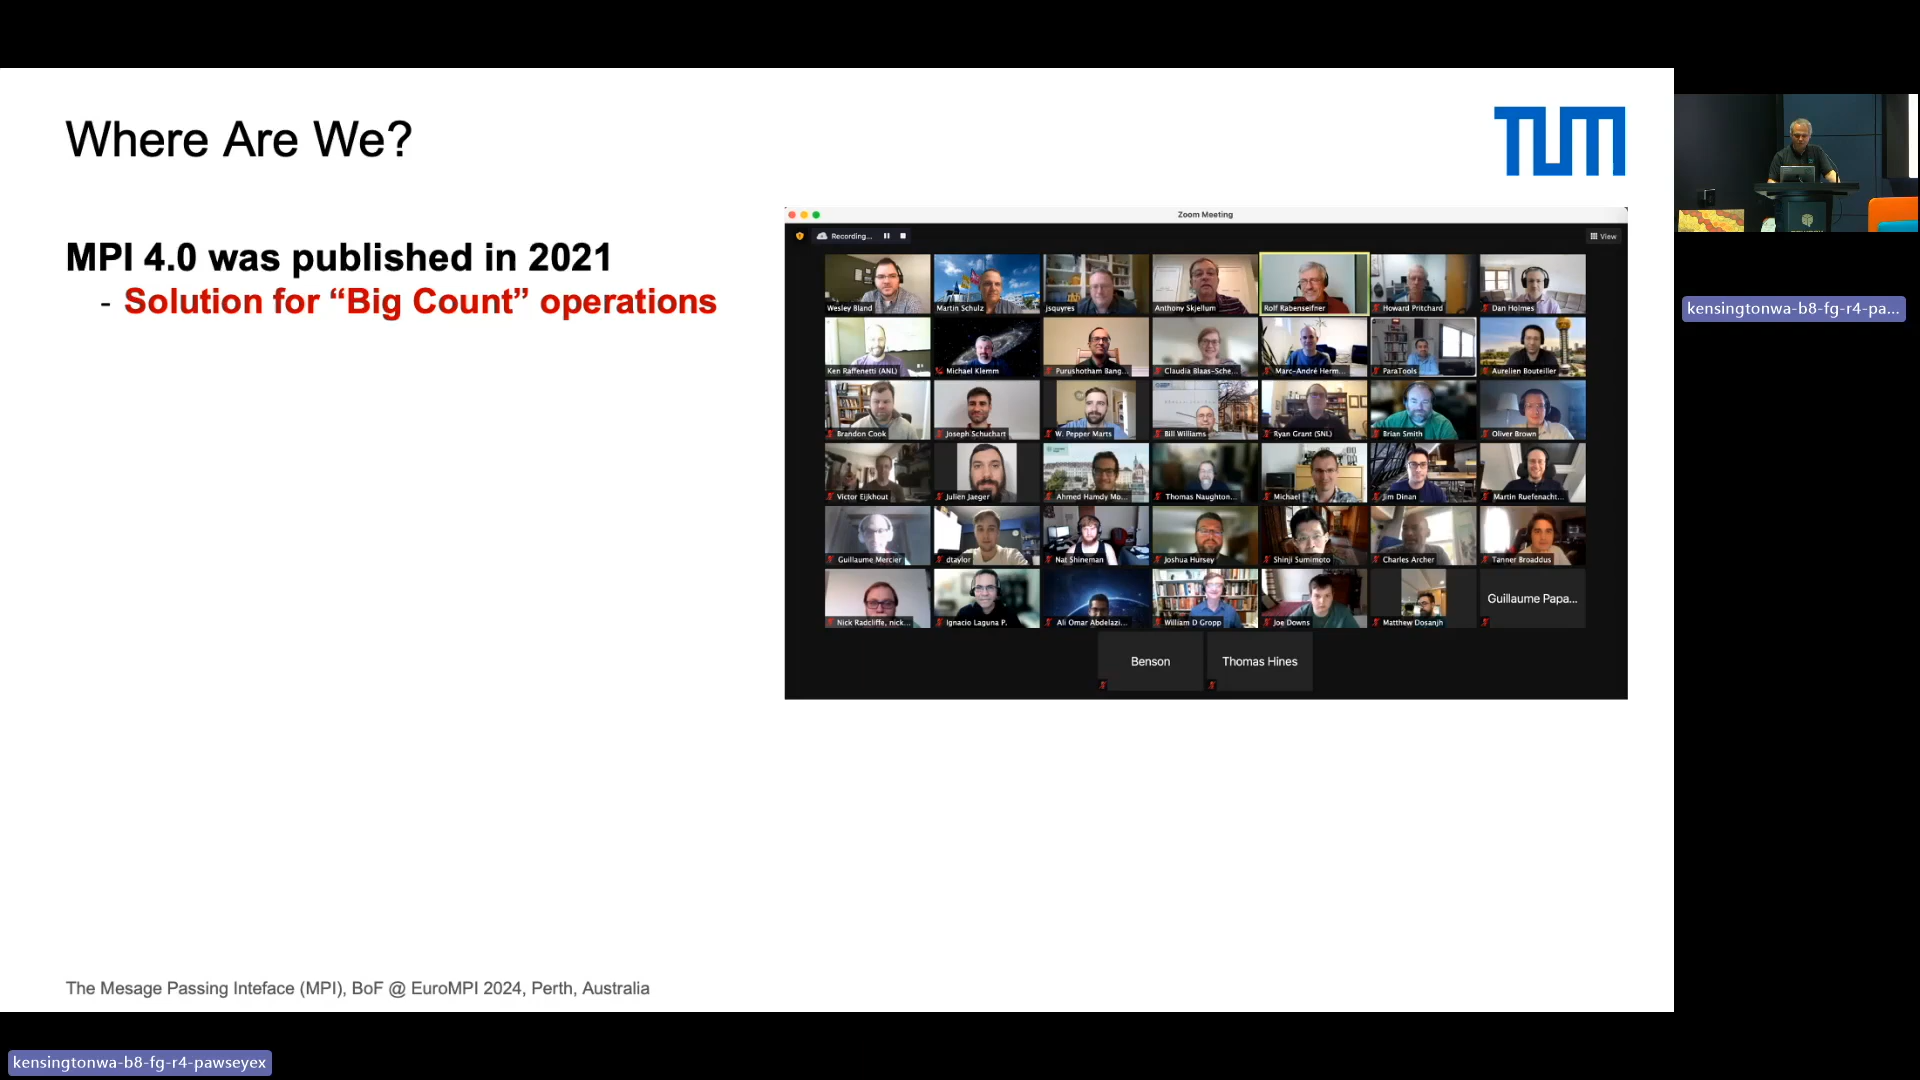 Where Are We?
TUM
MPI 4.0 was published in 2021
- Solution for “Big Count” operations
Zoom Meeting
Recording...
View
Wesley Bland
Martin Schulz
jsquyres
Anthony Skjellum
Rolf Rabenseifner
Howard Pritchard
Dan Holmes
Ken Raffenetti (ANL)
Michael Klemm
Purushotham Bang...
Claudia Blaas-Sche...
Marc-André Herm...
ParaTools
Aurelien Bouteiller
Brandon Cook
Joseph Schuchart
W. Pepper Marts
Bill Williams
Ryan Grant (SNL)
Brian Smith
Oliver Brown
Victor Eijkhout
Julien Jaeger
Ahmed Hamdy Mo...
Thomas Naughton...
Michael
Jim Dinan
Martin Ruefenacht...
Guillaume Mercier
dtaylor
Nat Shineman
Joshua Hursey
Shinji Sumimoto
Charles Archer
Tanner Broaddus
Nick Radcliffe, nick...
Ignacio Laguna P.
Ali Omar Abdelazi...
William D Gropp
Joe Downs
Matthew Dosanjh
Guillaume Papa...
Benson
Thomas Hines
The Mesage Passing Inteface (MPI), BoF @ EuroMPI 2024, Perth, Australia
kensingtonwa-b8-fg-r4-pa...
kensingtonwa-b8-fg-r4-pawseyex